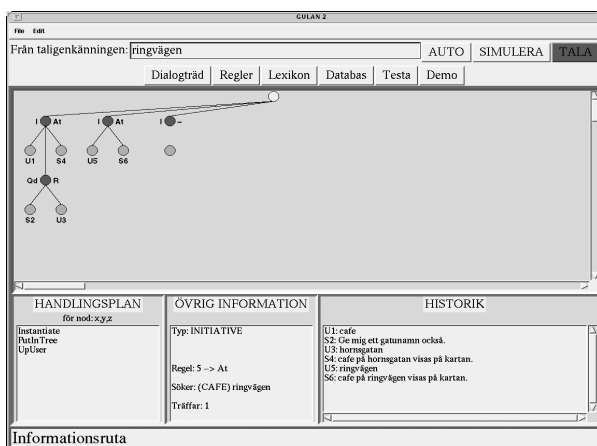 GULAN 2
File Edit
Från taligenkänningen: ringvägen AUTO SIMULERA TALA
Dialogträd Regler Lexikon Databas Testa Demo
I At I At I –
U1 S4 U5 S6
Qd R
S2 U3
HANDLINGSPLAN
för nod: x,y,z
Instantiate
PutInTree
UpUser
ÖVRIG INFORMATION
Typ: INITIATIVE
Regel: 5 –> At
Söker: (CAFE) ringvägen
Träffar: 1
HISTORIK
U1: cafe
S2: Ge mig ett gatunamn också.
U3: hornsgatan
S4: cafe på hornsgatan visas på kartan.
U5: ringvägen
S6: cafe på ringvägen visas på kartan.
Informationsruta